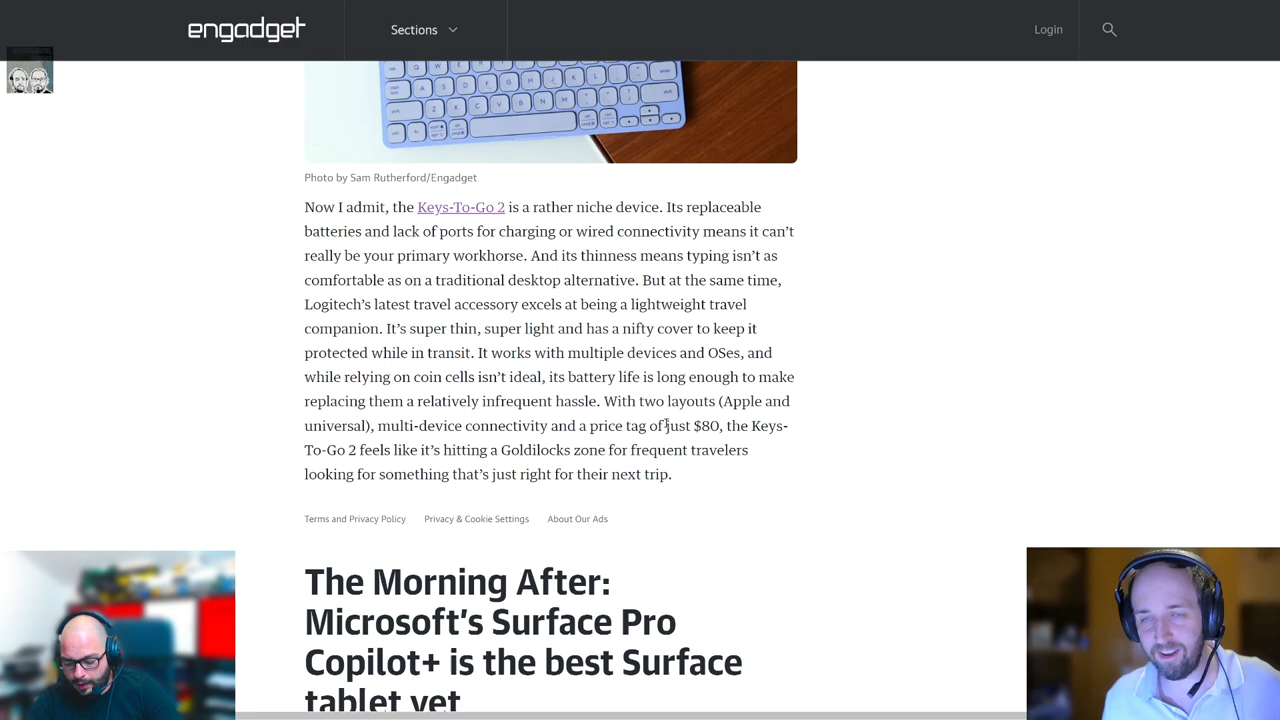 engadget
Sections
Login
Photo by Sam Rutherford/Engadget
Now I admit, the Keys-To-Go 2 is a rather niche device. Its replaceable
batteries and lack of ports for charging or wired connectivity means it can’t
really be your primary workhorse. And its thinness means typing isn’t as
comfortable as on a traditional desktop alternative. But at the same time,
Logitech’s latest travel accessory excels at being a lightweight travel
companion. It’s super thin, super light and has a nifty cover to keep it
protected while in transit. It works with multiple devices and OSes, and
while relying on coin cells isn’t ideal, its battery life is long enough to make
replacing them a relatively infrequent hassle. With two layouts (Apple and
universal), multi-device connectivity and a price tag of just $80, the Keys-
To-Go 2 feels like it’s hitting a Goldilocks zone for frequent travelers
looking for something that’s just right for their next trip.
Terms and Privacy Policy
Privacy & Cookie Settings
About Our Ads
The Morning After:
Microsoft’s Surface Pro
Copilot+ is the best Surface
tablet yet